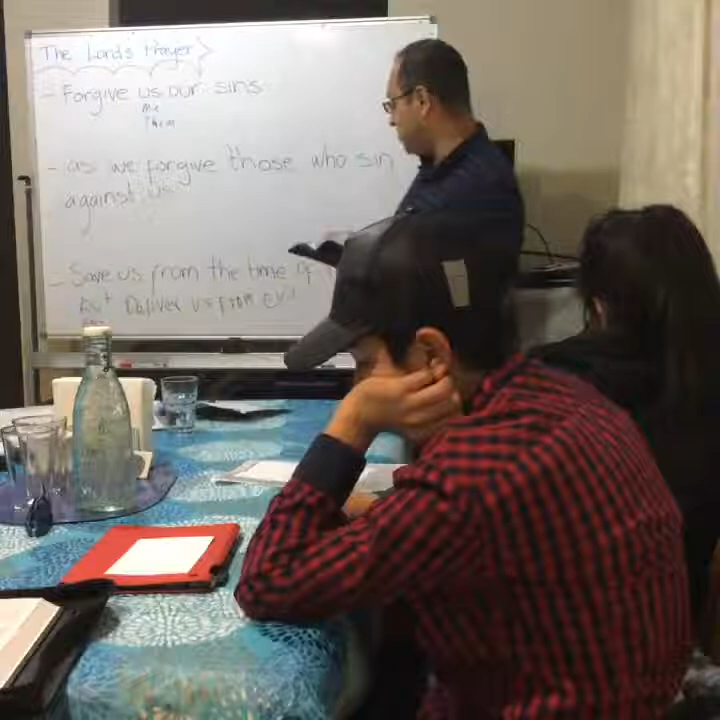 The Lord's Prayer
- Forgive us our sins
me
Them
- as we forgive those who sin
against us
- Save us from the time of
but Deliver us from evil